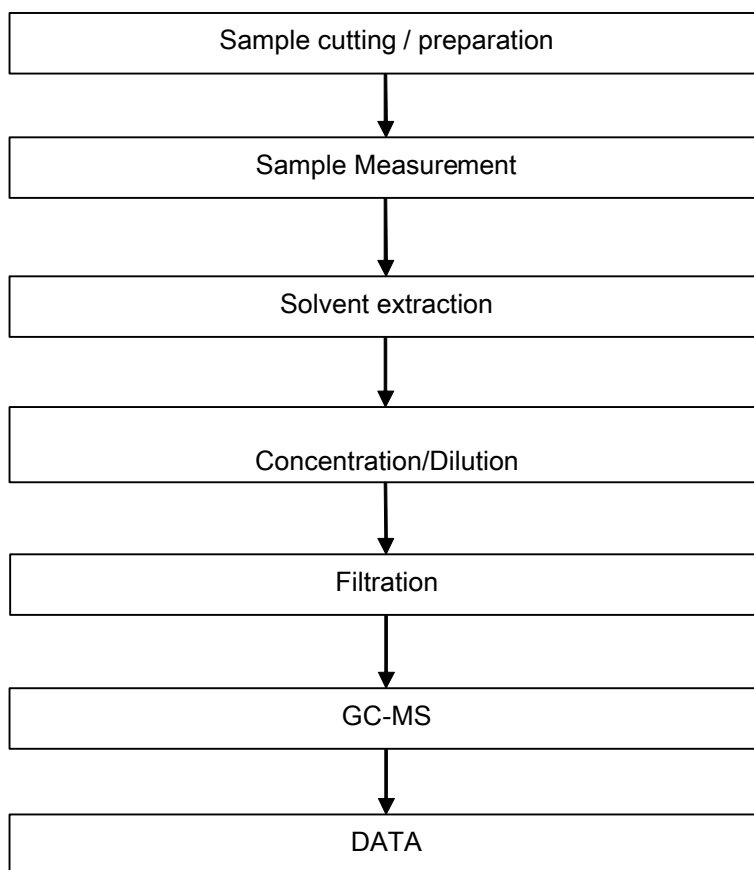 Sample cutting / preparation
Sample Measurement
Solvent extraction
Concentration/Dilution
Filtration
GC-MS
DATA